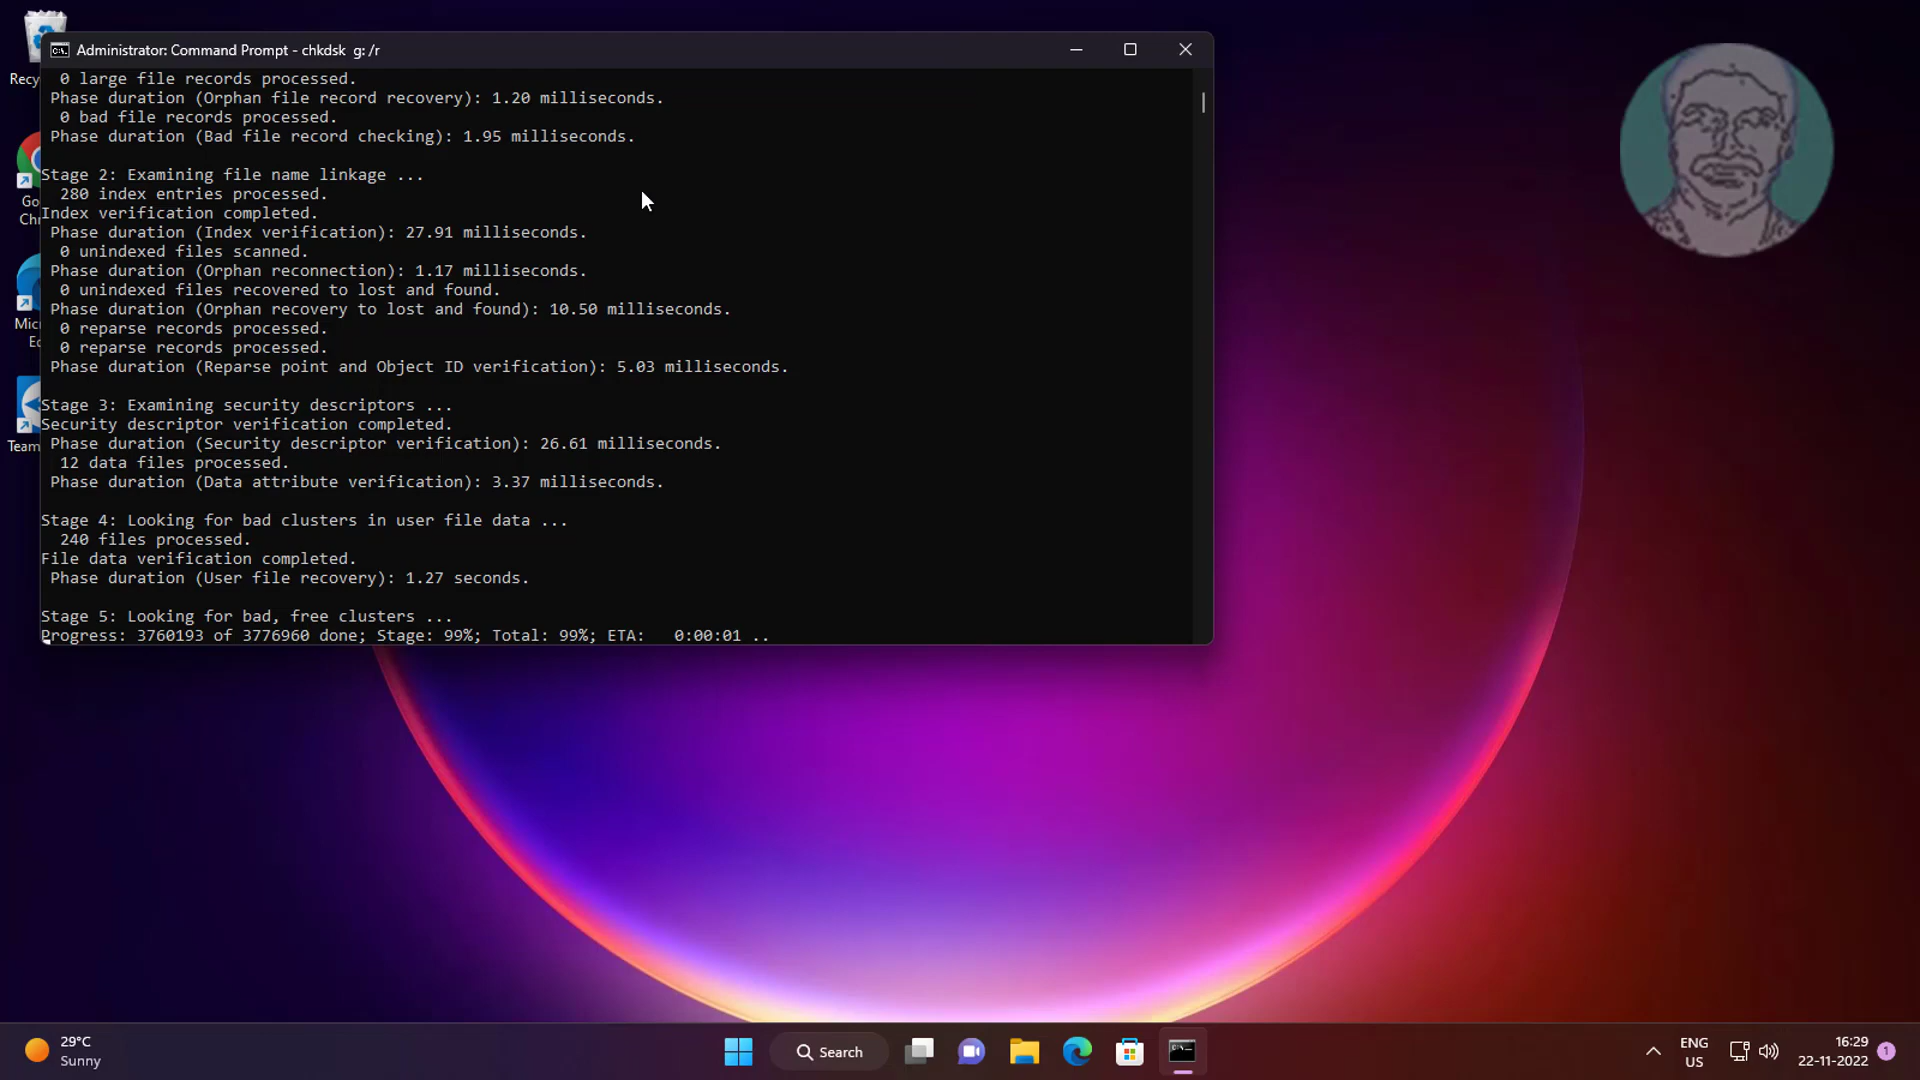 Administrator: Command Prompt - chkdsk g: /r
0 large file records processed.
Phase duration (Orphan file record recovery): 1.20 milliseconds.
0 bad file records processed.
Phase duration (Bad file record checking): 1.95 milliseconds.
Stage 2: Examining file name linkage ...
280 index entries processed.
Index verification completed.
Phase duration (Index verification): 27.91 milliseconds.
0 unindexed files scanned.
Phase duration (Orphan reconnection): 1.17 milliseconds.
0 unindexed files recovered to lost and found.
Phase duration (Orphan recovery to lost and found): 10.50 milliseconds.
0 reparse records processed.
0 reparse records processed.
Phase duration (Reparse point and Object ID verification): 5.03 milliseconds.
Stage 3: Examining security descriptors ...
Security descriptor verification completed.
Phase duration (Security descriptor verification): 26.61 milliseconds.
12 data files processed.
Phase duration (Data attribute verification): 3.37 milliseconds.
Stage 4: Looking for bad clusters in user file data ...
240 files processed.
File data verification completed.
Phase duration (User file recovery): 1.27 seconds.
Stage 5: Looking for bad, free clusters ...
Progress: 3760193 of 3776960 done; Stage: 99%; Total: 99%; ETA: 0:00:01 ..
Recy
Go
Chr
Mic
Ed
Team
29°C
Sunny
Search
ENG
US
16:29
22-11-2022
1